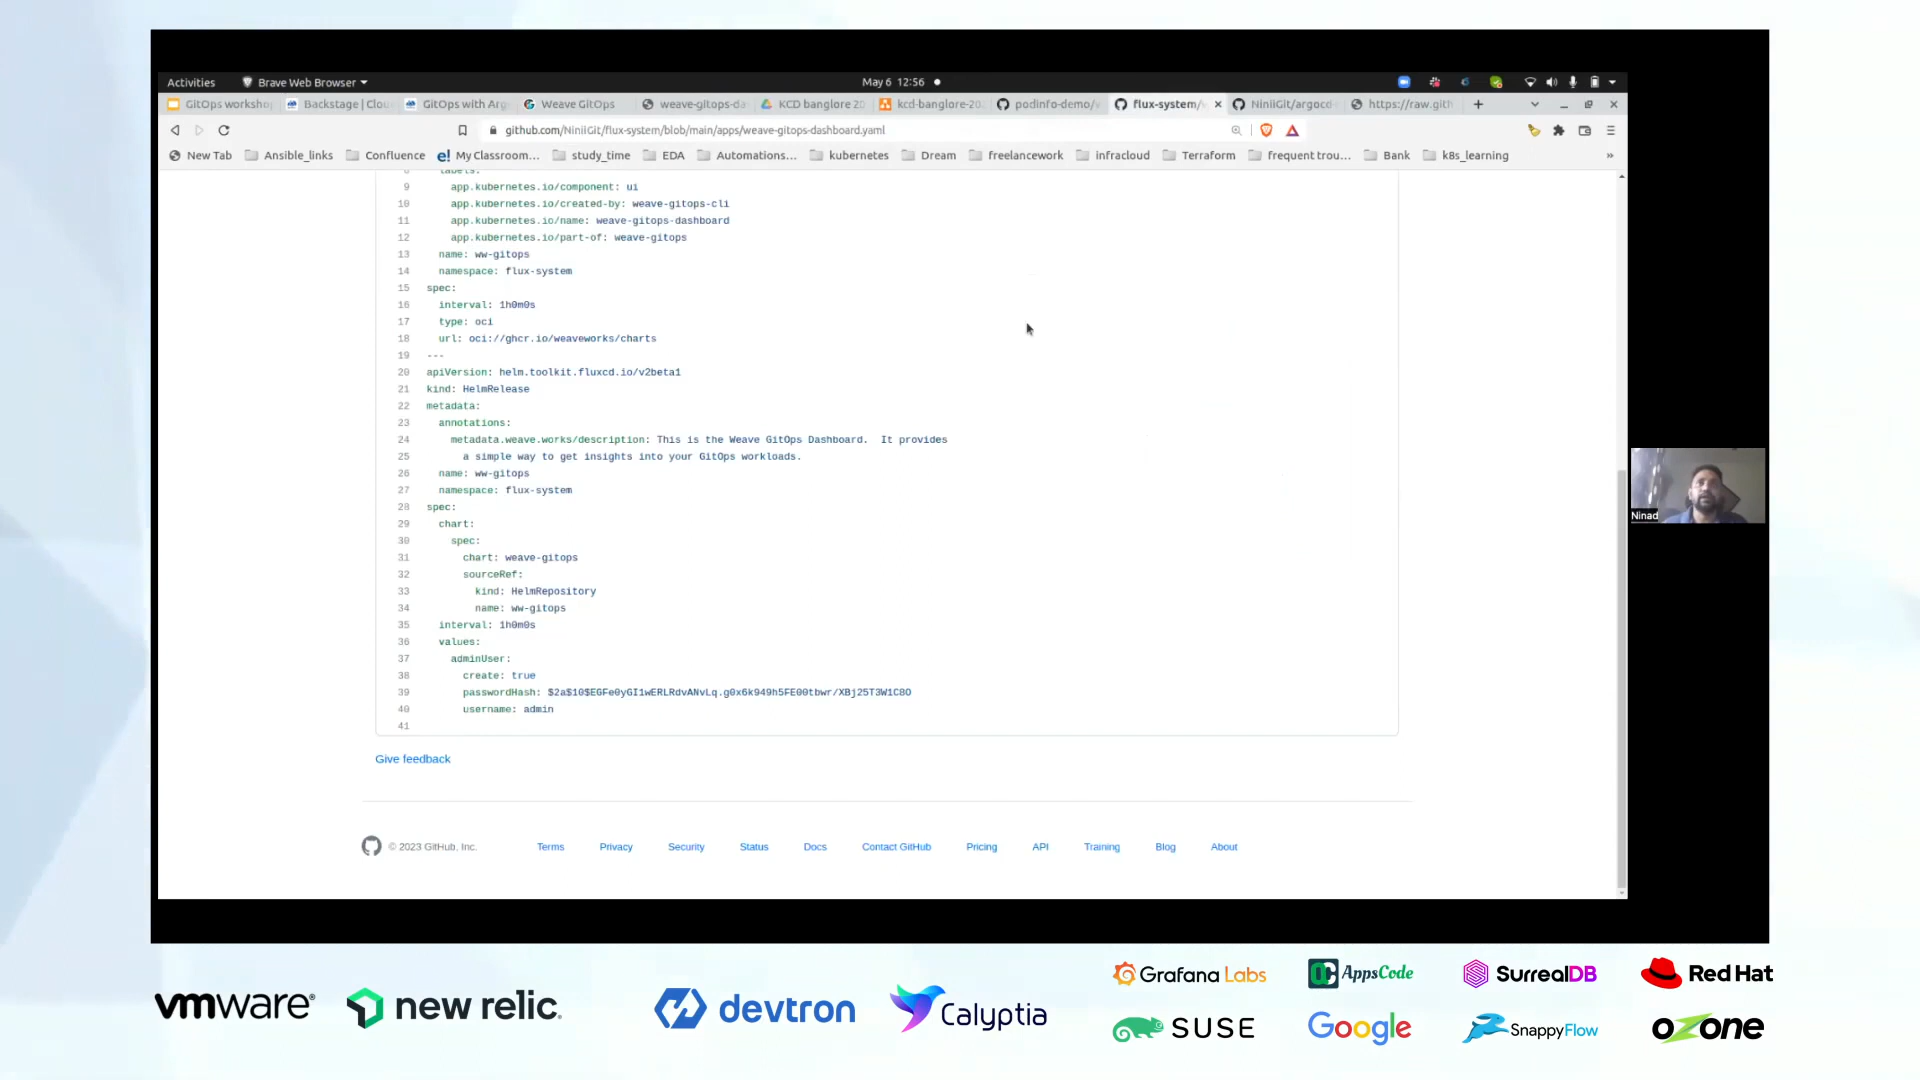 Activities
Brave Web Browser
May 6 12:56
GitOps workshop
Backstage | Clou
GitOps with Arg
Weave GitOps
weave-gitops-da
KCD banglore 20
kcd-banglore-20
podinfo-demo/
flux-system/
NiniiGit/argocd
https://raw.gith
github.com/NiniiGit/flux-system/blob/main/apps/weave-gitops-dashboard.yaml
New Tab
Ansible_links
Confluence
My Classroom...
study_time
EDA
Automations...
kubernetes
Dream
freelancework
infracloud
Terraform
frequent trou...
Bank
k8s_learning
8 labels:
9 app.kubernetes.io/component: ui
10 app.kubernetes.io/created-by: weave-gitops-cli
11 app.kubernetes.io/name: weave-gitops-dashboard
12 app.kubernetes.io/part-of: weave-gitops
13 name: ww-gitops
14 namespace: flux-system
15 spec:
16 interval: 1h0m0s
17 type: oci
18 url: oci://ghcr.io/weaveworks/charts
19 ---
20 apiVersion: helm.toolkit.fluxcd.io/v2beta1
21 kind: HelmRelease
22 metadata:
23 annotations:
24 metadata.weave.works/description: This is the Weave GitOps Dashboard.  It provides
25 a simple way to get insights into your GitOps workloads.
26 name: ww-gitops
27 namespace: flux-system
28 spec:
29 chart:
30 spec:
31 chart: weave-gitops
32 sourceRef:
33 kind: HelmRepository
34 name: ww-gitops
35 interval: 1h0m0s
36 values:
37 adminUser:
38 create: true
39 passwordHash: $2a$10$EGFe0yGI1wERLRdvANvLq.g0x6k949h5FE00tbwr/XBj25T3W1C8O
40 username: admin
41
Give feedback
© 2023 GitHub, Inc.
Terms
Privacy
Security
Status
Docs
Contact GitHub
Pricing
API
Training
Blog
About
Ninad
vmware®
new relic.
devtron
Calyptia
Grafana Labs
AppsCode
SurrealDB
Red Hat
SUSE
Google
SnappyFlow
ozone